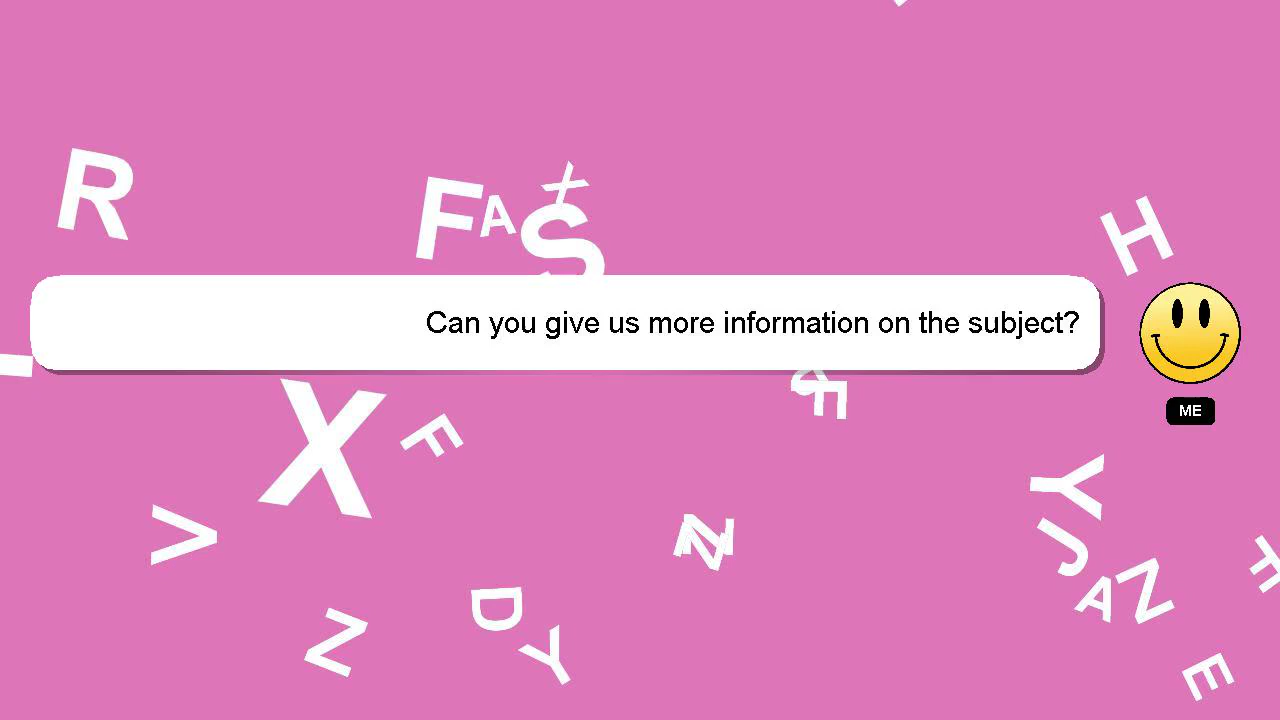 R
F
A
X
S
H
Can you give us more information on the subject?
ME
X
F
F
Y
V
J
N
Z
A
Z
F
D
Y
Z
E